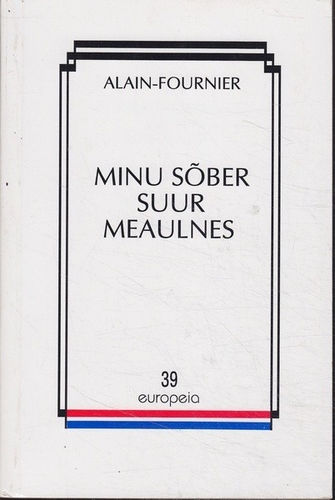 ALAIN-FOURNIER
MINU SÕBER
SUUR
MEAULNES
39
europeia